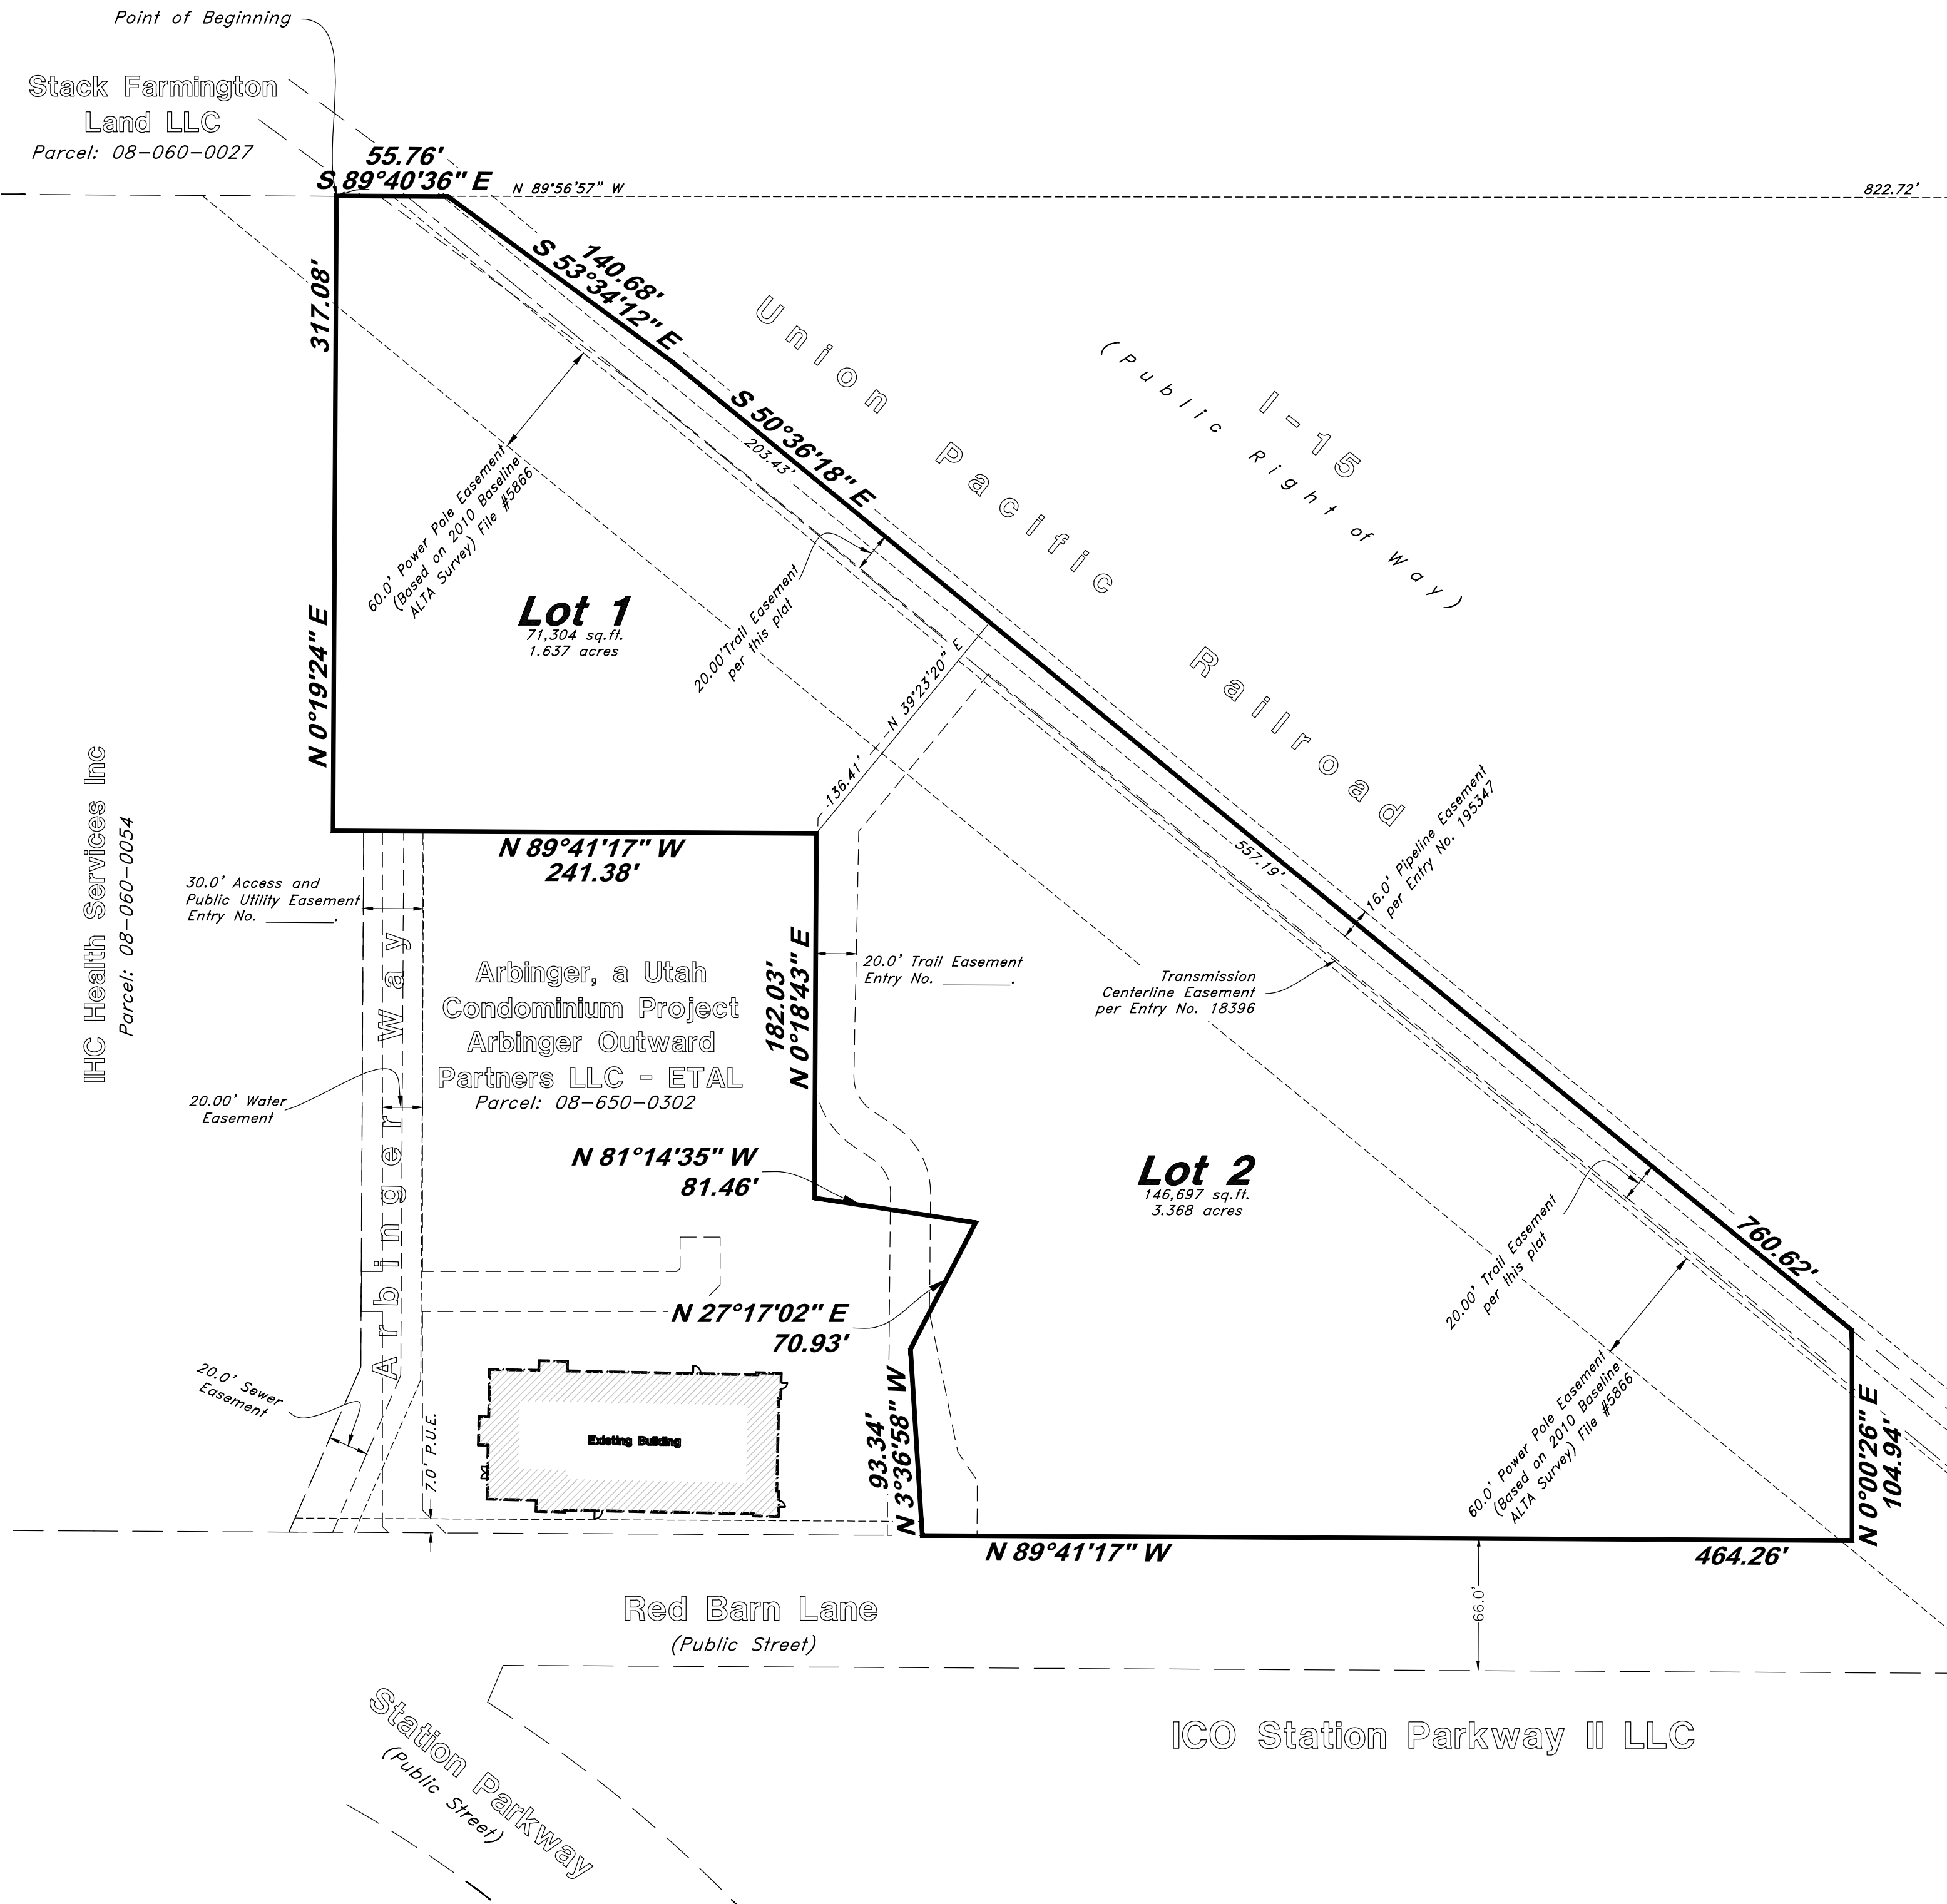 Point of Beginning
Stack Farmington
Land LLC
Parcel: 08-060-0027
55.76'
S 89°40'36" E
N 89°56'57" W
822.72'
317.08'
N 0°19'24" E
140.68'
S 53°34'12" E
S 50°36'18" E
203.43'
Union Pacific Railroad
I-15
(Public Right of Way)
60.0' Power Pole Easement
(Based on 2010 Baseline
ALTA Survey) File #5866
Lot 1
71,304 sq.ft.
1.637 acres
20.00'Trail Easement
per this plat
N 39°23'20" E
136.41'
N 89°41'17" W
241.38'
IHC Health Services Inc
Parcel: 08-060-0054
30.0' Access and
Public Utility Easement
Entry No. ________.
Arbinger Way
Arbinger, a Utah
Condominium Project
Arbinger Outward
Partners LLC - ETAL
Parcel: 08-650-0302
182.03'
N 0°18'43" E
20.0' Trail Easement
Entry No. ________.
557.19'
16.0' Pipeline Easement
per Entry No. 195347
Transmission
Centerline Easement
per Entry No. 18396
20.00' Water
Easement
N 81°14'35" W
81.46'
Lot 2
146,697 sq.ft.
3.368 acres
20.00' Trail Easement
per this plat
760.62'
N 27°17'02" E
70.93'
20.0' Sewer
Easement
7.0' P.U.E.
Existing Building
93.34'
N 3°36'58" W
60.0' Power Pole Easement
(Based on 2010 Baseline
ALTA Survey) File #5866
N 0°00'26" E
104.94'
N 89°41'17" W
464.26'
66.0'
Red Barn Lane
(Public Street)
Station Parkway
(Public Street)
ICO Station Parkway II LLC